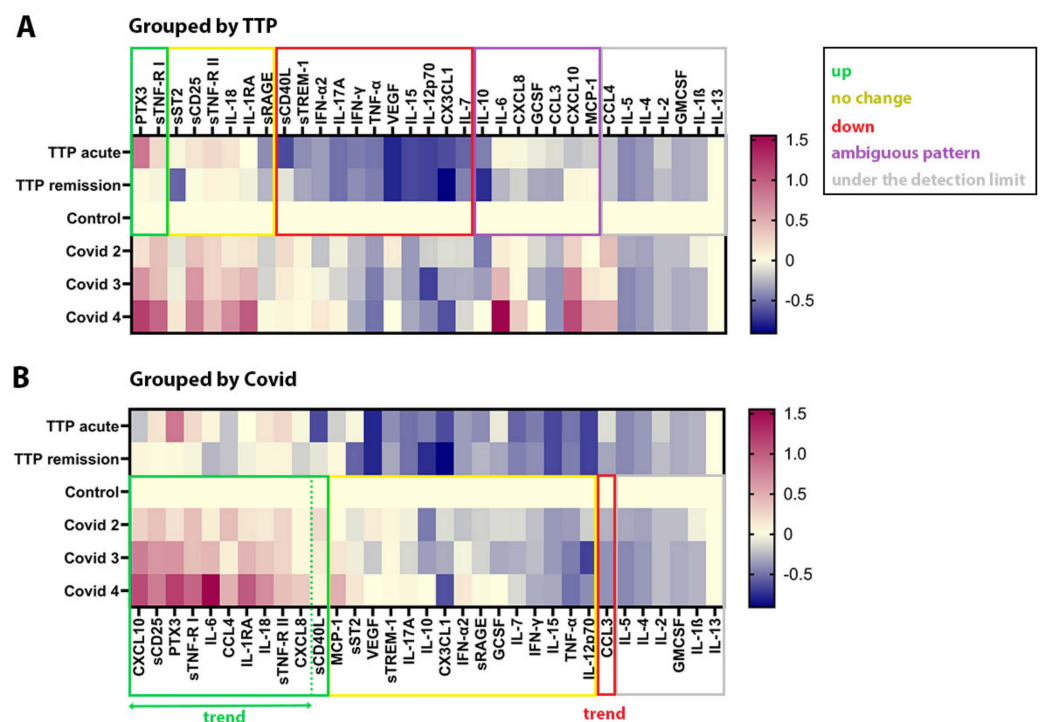 A
Grouped by TTP
PTX3
sTNF-R I
sST2
sCD25
sTNF-R II
IL-18
IL-1RA
sRAGE
sCD40L
sTREM-1
IFN-α2
IL-17A
IFN-γ
TNF-α
VEGF
IL-15
IL-12p70
CX3CL1
IL-7
IL-10
IL-6
CXCL8
GCSF
CCL3
CXCL10
MCP-1
CCL4
IL-5
IL-4
IL-2
GMCSF
IL-1ß
IL-13
TTP acute
TTP remission
Control
Covid 2
Covid 3
Covid 4
1.5
1.0
0.5
0
-0.5
up
no change
down
ambiguous pattern
under the detection limit
B
Grouped by Covid
TTP acute
TTP remission
Control
Covid 2
Covid 3
Covid 4
1.5
1.0
0.5
0
-0.5
CXCL10
sCD25
PTX3
sTNF-R I
IL-6
CCL4
IL-1RA
IL-18
sTNF-R II
CXCL8
sCD40L
MCP-1
sST2
VEGF
sTREM-1
IL-17A
IL-10
CX3CL1
IFN-α2
sRAGE
GCSF
IL-7
IFN-γ
IL-15
TNF-α
IL-12p70
CCL3
IL-5
IL-4
IL-2
GMCSF
IL-1ß
IL-13
trend
trend